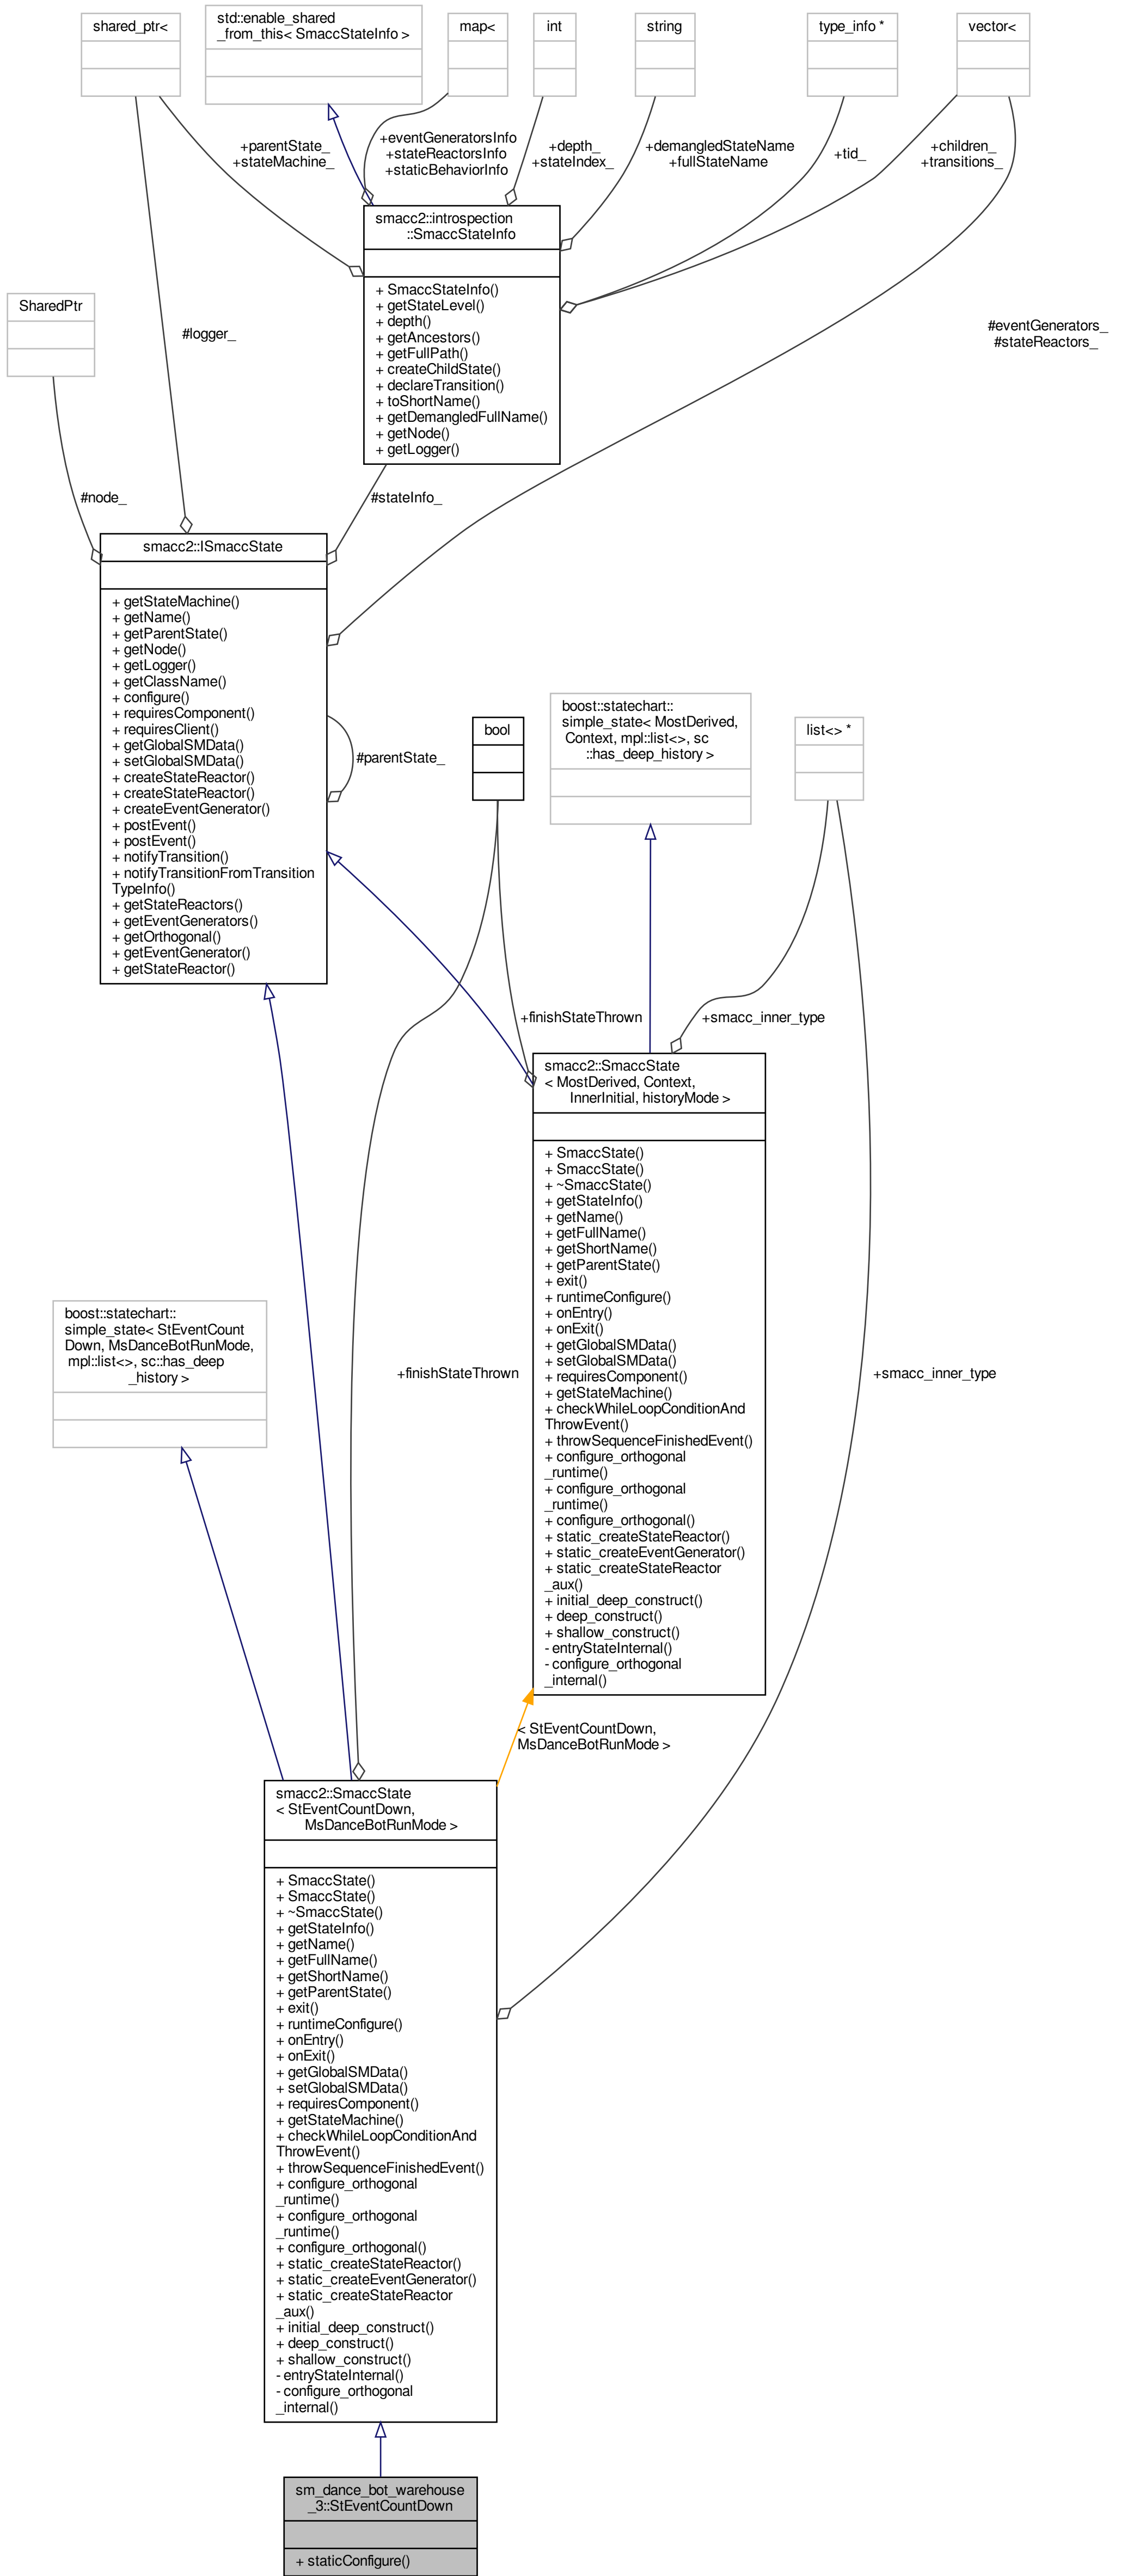 shared_ptr<
std::enable_shared
_from_this< SmaccStateInfo >
map<
int
string
type_info *
vector<
+parentState_
+stateMachine_
+eventGeneratorsInfo
+stateReactorsInfo
+staticBehaviorInfo
+depth_
+stateIndex_
+demangledStateName
+fullStateName
+tid_
+children_
+transitions_
smacc2::introspection
::SmaccStateInfo
+ SmaccStateInfo()
+ getStateLevel()
+ depth()
+ getAncestors()
+ getFullPath()
+ createChildState()
+ declareTransition()
+ toShortName()
+ getDemangledFullName()
+ getNode()
+ getLogger()
SharedPtr
#logger_
#eventGenerators_
#stateReactors_
#node_
#stateInfo_
smacc2::ISmaccState
+ getStateMachine()
+ getName()
+ getParentState()
+ getNode()
+ getLogger()
+ getClassName()
+ configure()
+ requiresComponent()
+ requiresClient()
+ getGlobalSMData()
+ setGlobalSMData()
+ createStateReactor()
+ createStateReactor()
+ createEventGenerator()
+ postEvent()
+ postEvent()
+ notifyTransition()
+ notifyTransitionFromTransition
TypeInfo()
+ getStateReactors()
+ getEventGenerators()
+ getOrthogonal()
+ getEventGenerator()
+ getStateReactor()
#parentState_
bool
boost::statechart::
simple_state< MostDerived,
Context, mpl::list<>, sc
::has_deep_history >
list<> *
+finishStateThrown
+smacc_inner_type
smacc2::SmaccState
< MostDerived, Context,
InnerInitial, historyMode >
+ SmaccState()
+ SmaccState()
+ ~SmaccState()
+ getStateInfo()
+ getName()
+ getFullName()
+ getShortName()
+ getParentState()
+ exit()
+ runtimeConfigure()
+ onEntry()
+ onExit()
+ getGlobalSMData()
+ setGlobalSMData()
+ requiresComponent()
+ getStateMachine()
+ checkWhileLoopConditionAnd
ThrowEvent()
+ throwSequenceFinishedEvent()
+ configure_orthogonal
_runtime()
+ configure_orthogonal
_runtime()
+ configure_orthogonal()
+ static_createStateReactor()
+ static_createEventGenerator()
+ static_createStateReactor
_aux()
+ initial_deep_construct()
+ deep_construct()
+ shallow_construct()
- entryStateInternal()
- configure_orthogonal
_internal()
boost::statechart::
simple_state< StEventCount
Down, MsDanceBotRunMode,
mpl::list<>, sc::has_deep
_history >
+finishStateThrown
+smacc_inner_type
< StEventCountDown,
MsDanceBotRunMode >
smacc2::SmaccState
< StEventCountDown,
MsDanceBotRunMode >
+ SmaccState()
+ SmaccState()
+ ~SmaccState()
+ getStateInfo()
+ getName()
+ getFullName()
+ getShortName()
+ getParentState()
+ exit()
+ runtimeConfigure()
+ onEntry()
+ onExit()
+ getGlobalSMData()
+ setGlobalSMData()
+ requiresComponent()
+ getStateMachine()
+ checkWhileLoopConditionAnd
ThrowEvent()
+ throwSequenceFinishedEvent()
+ configure_orthogonal
_runtime()
+ configure_orthogonal
_runtime()
+ configure_orthogonal()
+ static_createStateReactor()
+ static_createEventGenerator()
+ static_createStateReactor
_aux()
+ initial_deep_construct()
+ deep_construct()
+ shallow_construct()
- entryStateInternal()
- configure_orthogonal
_internal()
sm_dance_bot_warehouse
_3::StEventCountDown
+ staticConfigure()